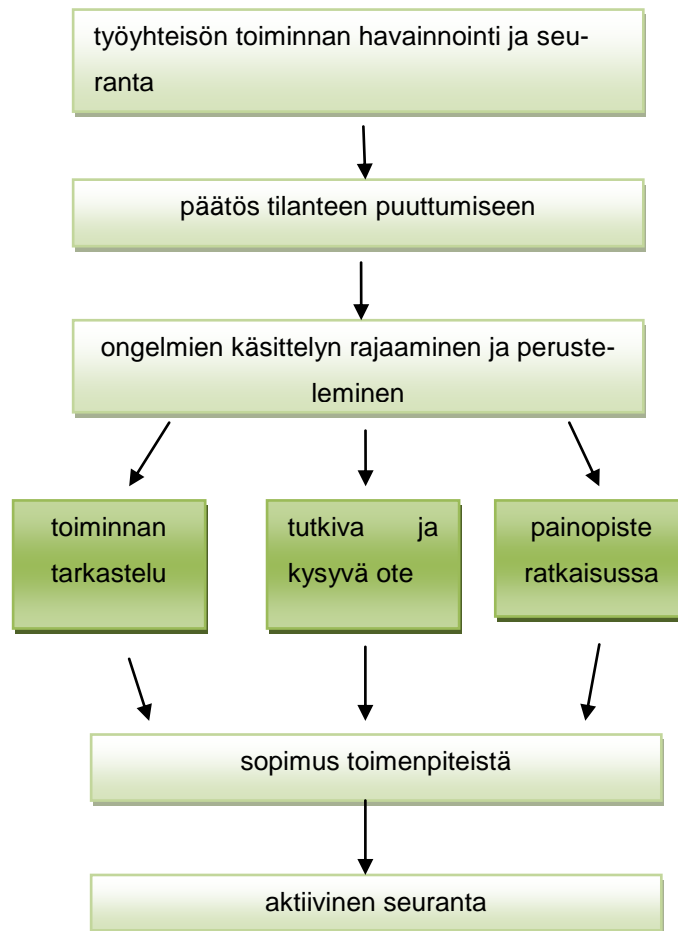 työyhteisön toiminnan havainnointi ja seu-
ranta
päätös tilanteen puuttumiseen
ongelmien käsittelyn rajaaminen ja peruste-
leminen
toiminnan
tarkastelu
tutkiva ja
kysyvä ote
painopiste
ratkaisussa
sopimus toimenpiteistä
aktiivinen seuranta